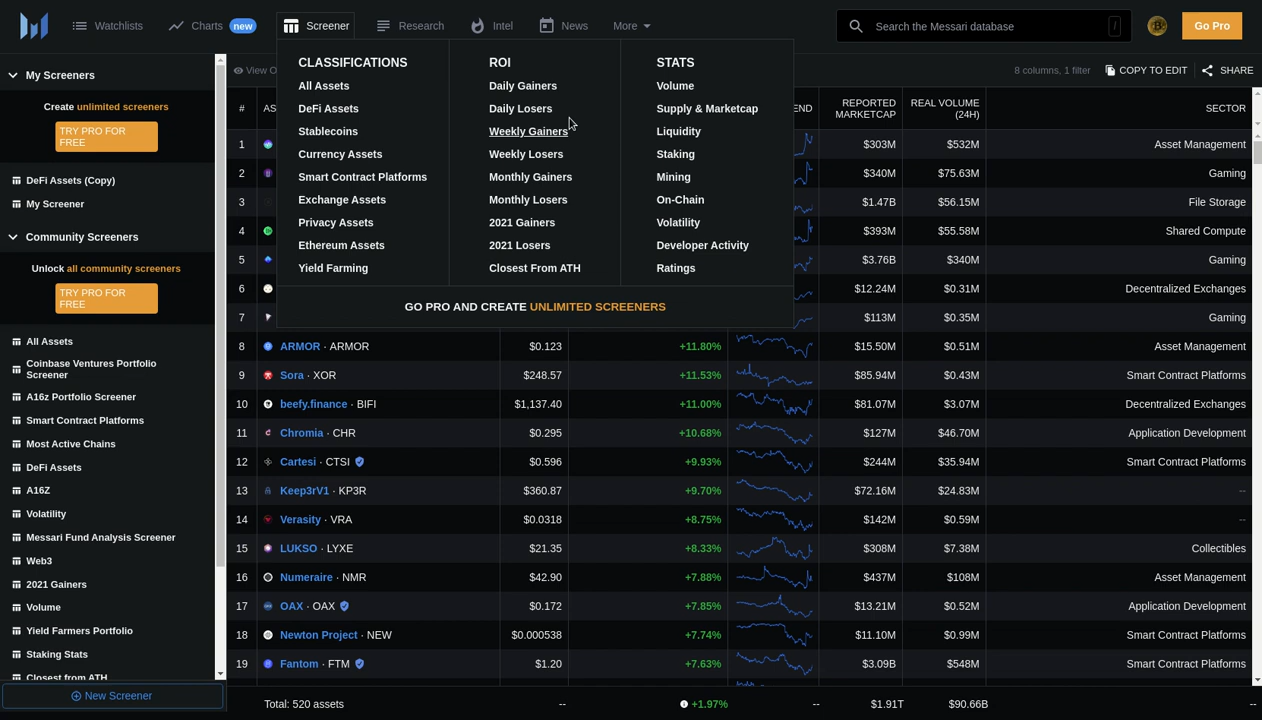 Watchlists
Charts new
Screener
Research
Intel
News
More
Search the Messari database /
Go Pro
My Screeners
Create unlimited screeners
TRY PRO FOR
FREE
DeFi Assets (Copy)
My Screener
Community Screeners
Unlock all community screeners
TRY PRO FOR
FREE
All Assets
Coinbase Ventures Portfolio
Screener
A16z Portfolio Screener
Smart Contract Platforms
Most Active Chains
DeFi Assets
A16Z
Volatility
Messari Fund Analysis Screener
Web3
2021 Gainers
Volume
Yield Farmers Portfolio
Staking Stats
Closest from ATH
New Screener
CLASSIFICATIONS
All Assets
DeFi Assets
Stablecoins
Currency Assets
Smart Contract Platforms
Exchange Assets
Privacy Assets
Ethereum Assets
Yield Farming
ROI
Daily Gainers
Daily Losers
Weekly Gainers
Weekly Losers
Monthly Gainers
Monthly Losers
2021 Gainers
2021 Losers
Closest From ATH
STATS
Volume
Supply & Marketcap
Liquidity
Staking
Mining
On-Chain
Volatility
Developer Activity
Ratings
GO PRO AND CREATE UNLIMITED SCREENERS
View O
8 columns, 1 filter
COPY TO EDIT
SHARE
# AS END REPORTED MARKETCAP REAL VOLUME (24H) SECTOR
1 $303M $532M Asset Management
2 $340M $75.63M Gaming
3 $1.47B $56.15M File Storage
4 $393M $55.58M Shared Compute
5 $3.76B $340M Gaming
6 $12.24M $0.31M Decentralized Exchanges
7 $113M $0.35M Gaming
8 ARMOR · ARMOR $0.123 +11.80% $15.50M $0.51M Asset Management
9 Sora · XOR $248.57 +11.53% $85.94M $0.43M Smart Contract Platforms
10 beefy.finance · BIFI $1,137.40 +11.00% $81.07M $3.07M Decentralized Exchanges
11 Chromia · CHR $0.295 +10.68% $127M $46.70M Application Development
12 Cartesi · CTSI $0.596 +9.93% $244M $35.94M Smart Contract Platforms
13 Keep3rV1 · KP3R $360.87 +9.70% $72.16M $24.83M --
14 Verasity · VRA $0.0318 +8.75% $142M $0.59M --
15 LUKSO · LYXE $21.35 +8.33% $308M $7.38M Collectibles
16 Numeraire · NMR $42.90 +7.88% $437M $108M Asset Management
17 OAX · OAX $0.172 +7.85% $13.21M $0.52M Application Development
18 Newton Project · NEW $0.000538 +7.74% $11.10M $0.99M Smart Contract Platforms
19 Fantom · FTM $1.20 +7.63% $3.09B $548M Smart Contract Platforms
Total: 520 assets -- +1.97% -- $1.91T $90.66B --